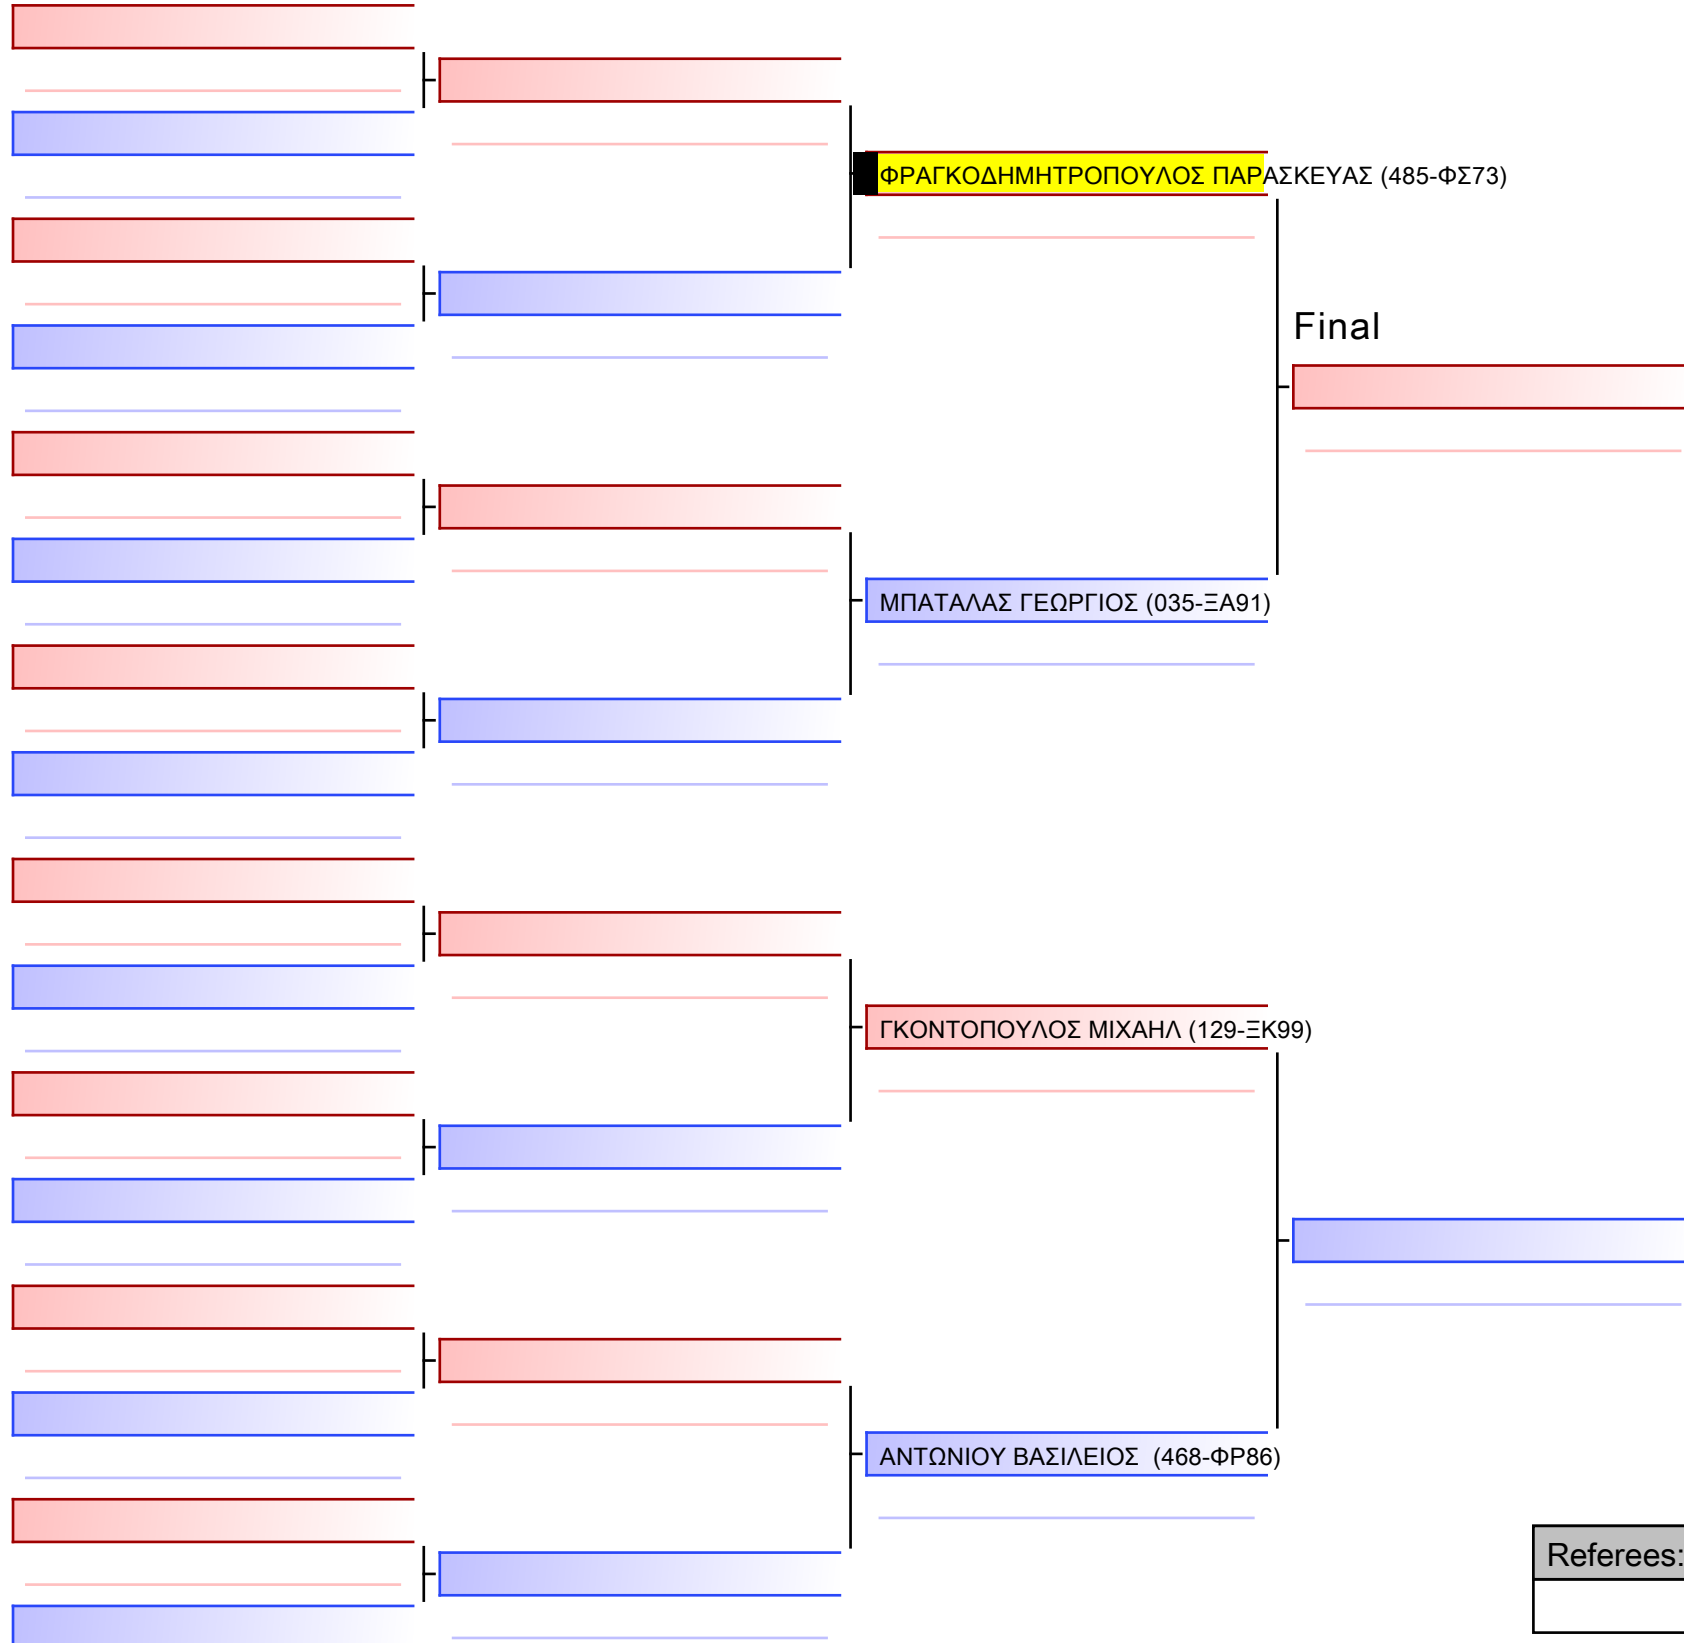 ΦΡΑΓΚΟΔΗΜΗΤΡΟΠΟΥΛΟΣ ΠΑΡΑΣΚΕΥΑΣ (485-ΦΣ73)
Final
ΜΠΑΤΑΛΑΣ ΓΕΩΡΓΙΟΣ (035-ΞΑ91)
ΓΚΟΝΤΟΠΟΥΛΟΣ ΜΙΧΑΗΛ (129-ΞΚ99)
ΑΝΤΩΝΙΟΥ ΒΑΣΙΛΕΙΟΣ (468-ΦΡ86)
Referees: